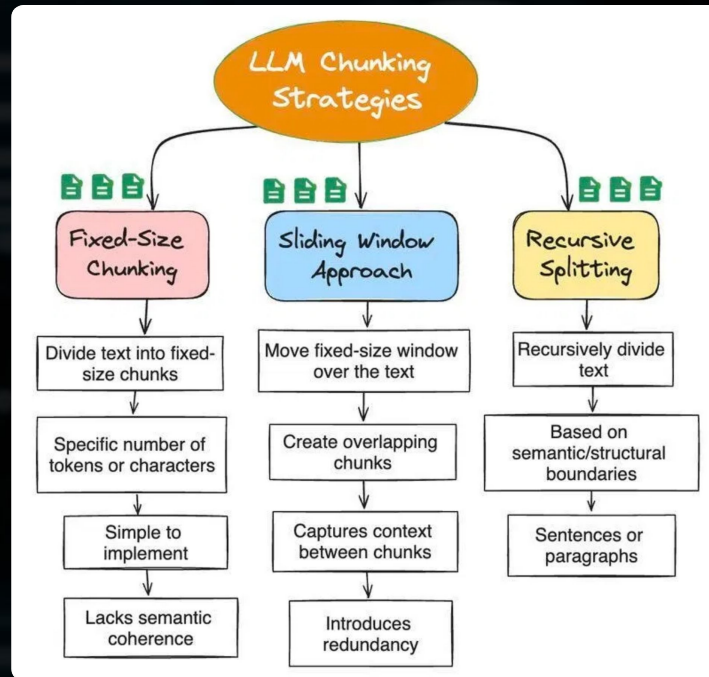 LLM Chunking
Strategies
Fixed-Size
Chunking
Divide text into fixed-
size chunks
Specific number of
tokens or characters
Simple to
implement
Lacks semantic
coherence
Sliding Window
Approach
Move fixed-size window
over the text
Create overlapping
chunks
Captures context
between chunks
Introduces
redundancy
Recursive
Splitting
Recursively divide
text
Based on
semantic/structural
boundaries
Sentences or
paragraphs